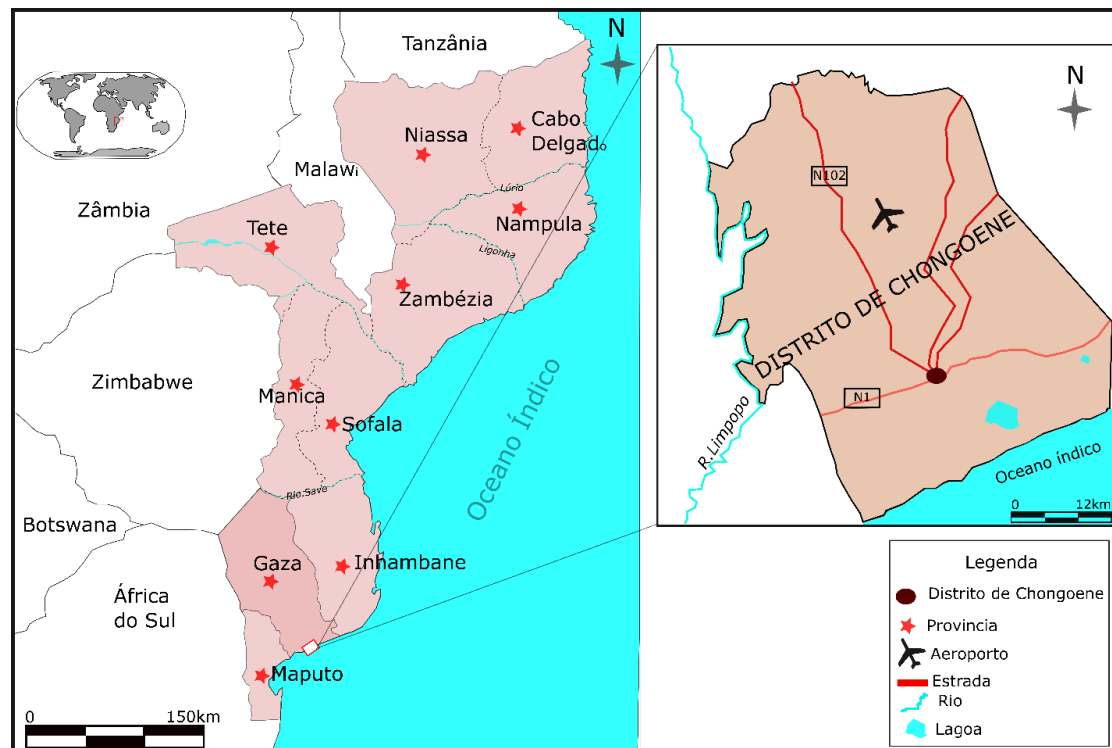 Tanzânia
N
Cabo
Delgado
Niassa
Malawi
Zâmbia
Lúrio
Nampula
Tete
Ligonha
Zambézia
Zimbabwe
Manica
Sofala
Oceano Índico
Rio.Save
Botswana
Gaza
Inhambane
África
do Sul
Maputo
0 150km
N
N102
DISTRITO DE CHONGOENE
N1
R.Limpopo
Oceano índico
0 12km
Legenda
Distrito de Chongoene
Provincia
Aeroporto
Estrada
Rio
Lagoa